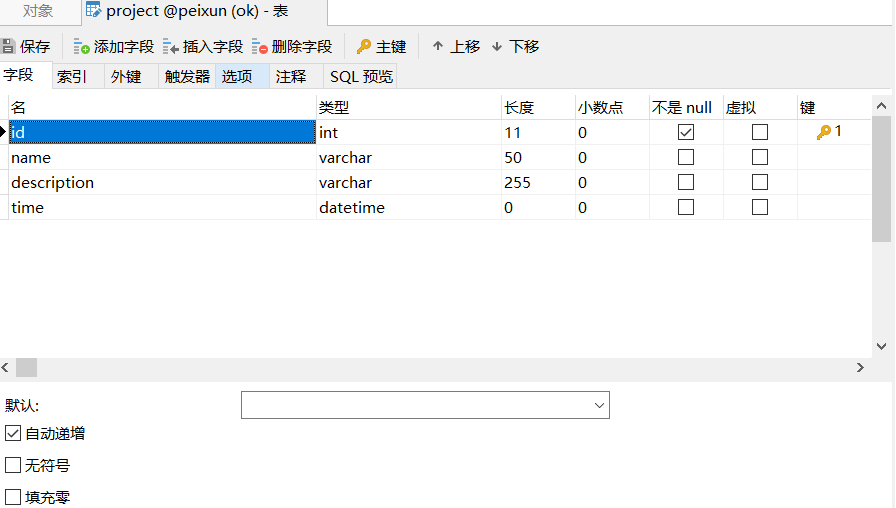 对象 project @peixun (ok) - 表
保存 添加字段 插入字段 删除字段 主键 上移 下移
字段 索引 外键 触发器 选项 注释 SQL 预览
名 类型 长度 小数点 不是 null 虚拟 键
id int 11 0 1
name varchar 50 0
description varchar 255 0
time datetime 0 0
默认:
自动递增
无符号
填充零